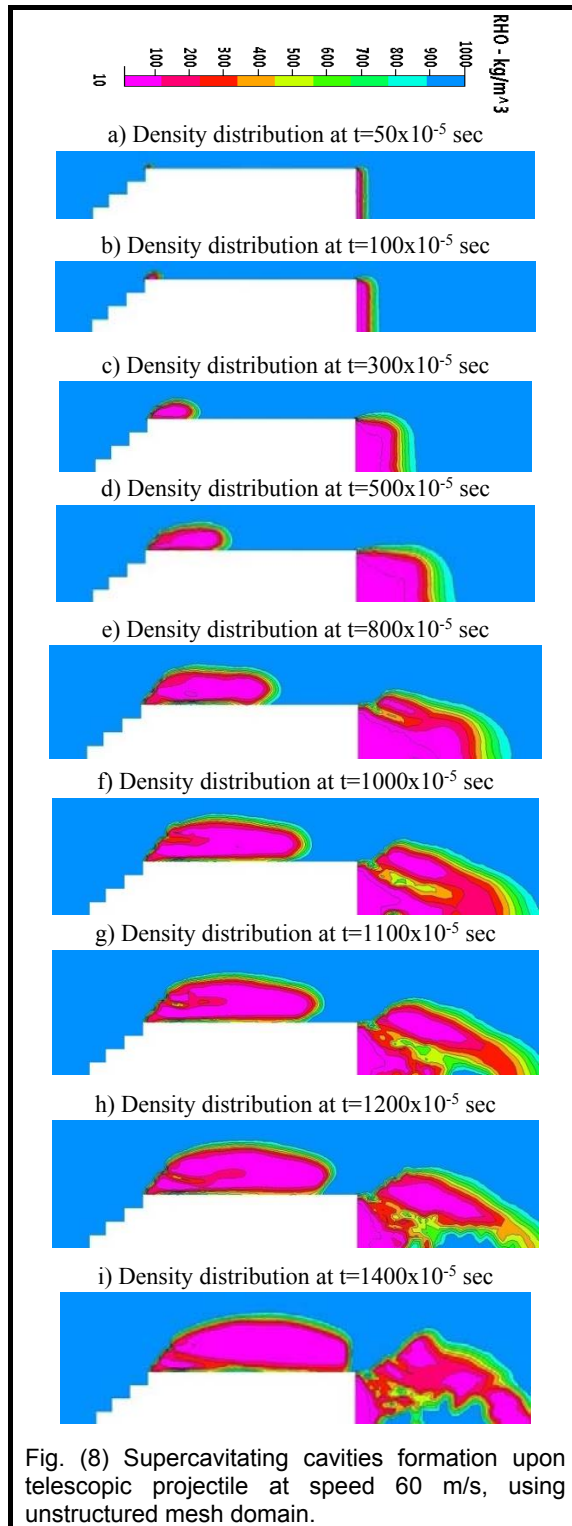 RHO - kg/m^3
10 100 200 300 400 500 600 700 800 900 1000
a) Density distribution at t=50x10-5 sec
b) Density distribution at t=100x10-5 sec
c) Density distribution at t=300x10-5 sec
d) Density distribution at t=500x10-5 sec
e) Density distribution at t=800x10-5 sec
f) Density distribution at t=1000x10-5 sec
g) Density distribution at t=1100x10-5 sec
h) Density distribution at t=1200x10-5 sec
i) Density distribution at t=1400x10-5 sec
Fig. (8) Supercavitating cavities formation upon
telescopic projectile at speed 60 m/s, using
unstructured mesh domain.